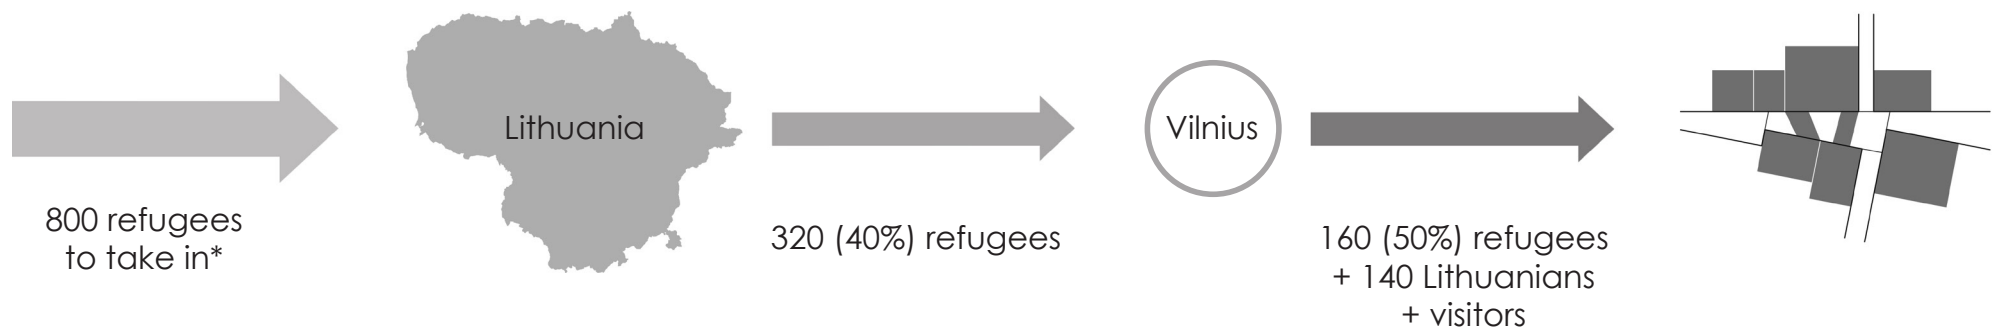 Lithuania
Vilnius
800 refugees
to take in*
320 (40%) refugees
160 (50%) refugees
+ 140 Lithuanians
+ visitors